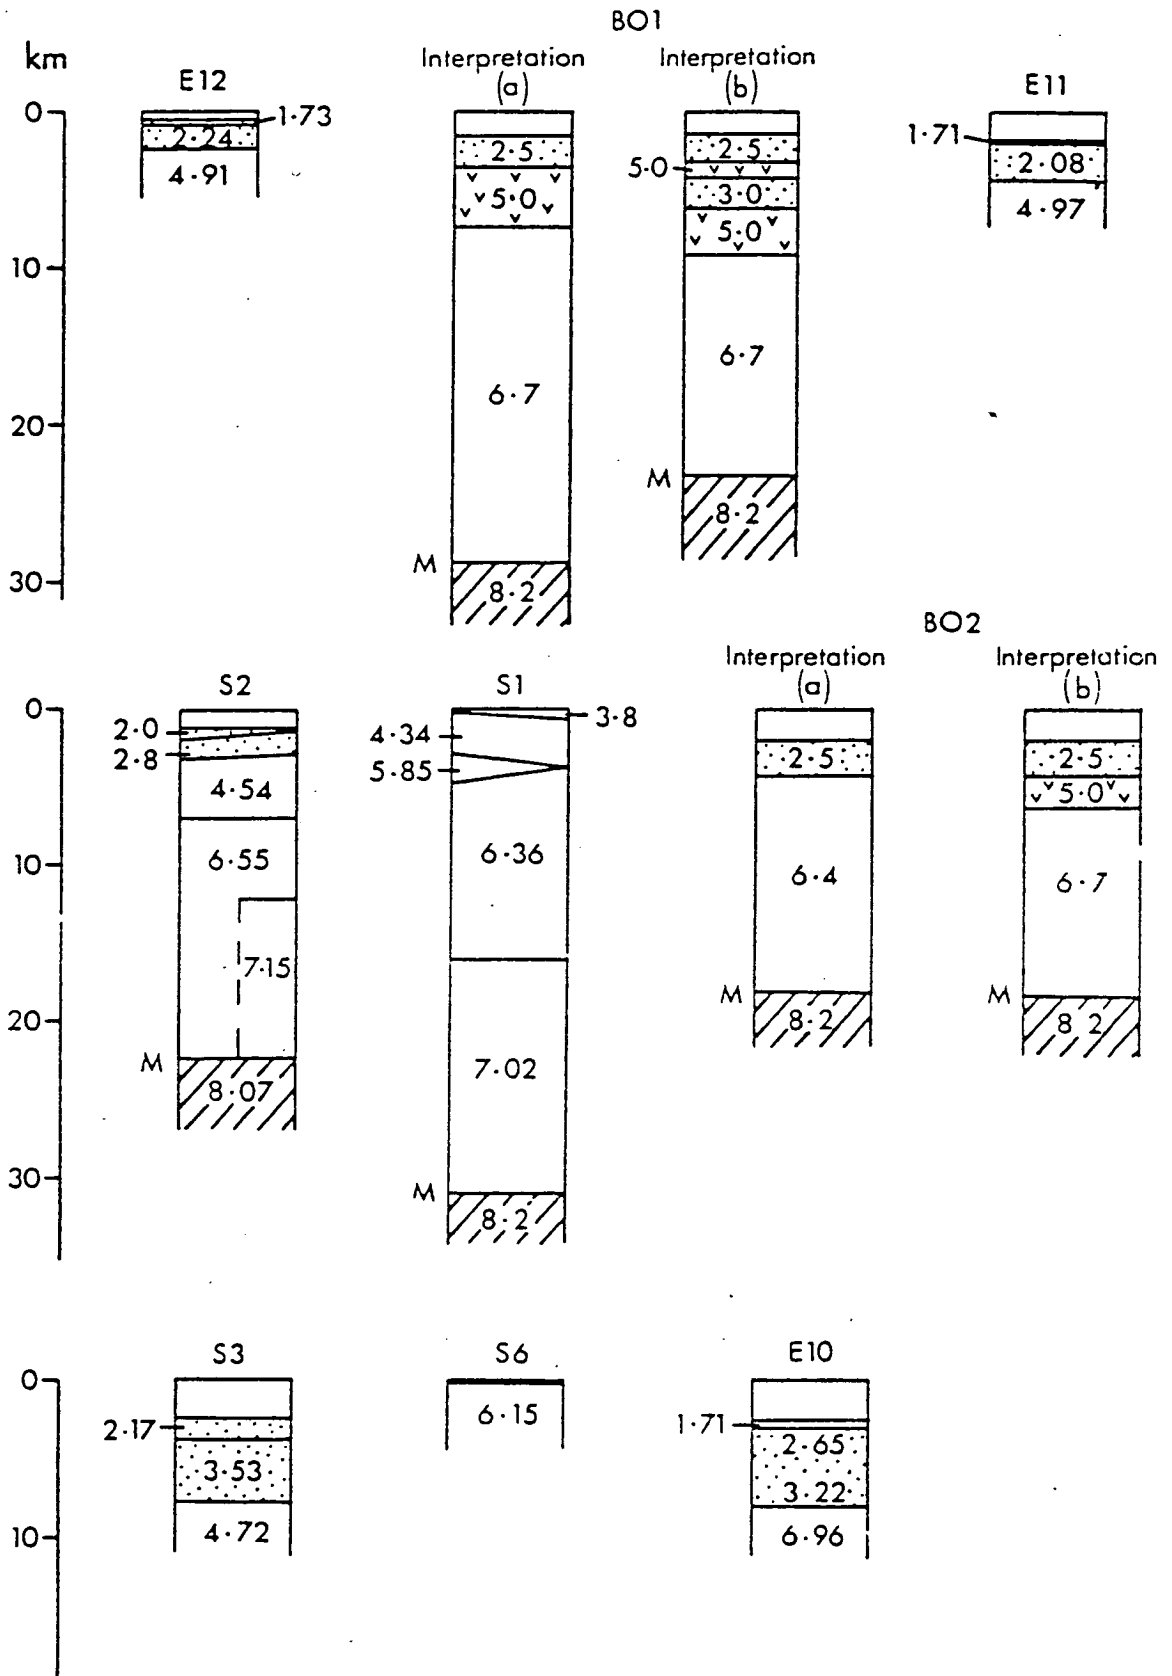 BO1
km
E12
Interpretation
(a)
Interpretation
(b)
E11
0
1·73
2·24
4·91
2·5
5·0
6·7
M
8·2
2·5
5·0
3·0
5·0
6·7
M
8·2
1·71
2·08
4·97
10
20
30
BO2
S2
S1
Interpretation
(a)
Interpretation
(b)
0
2·0
2·8
4·54
6·55
7·15
M
8·07
3·8
4·34
5·85
6·36
7·02
M
8·2
2·5
6·4
M
8·2
2·5
5·0
6·7
M
8 2
10
20
30
S3
S6
E10
0
2·17
3·53
4·72
6·15
1·71
2·65
3·22
6·96
10